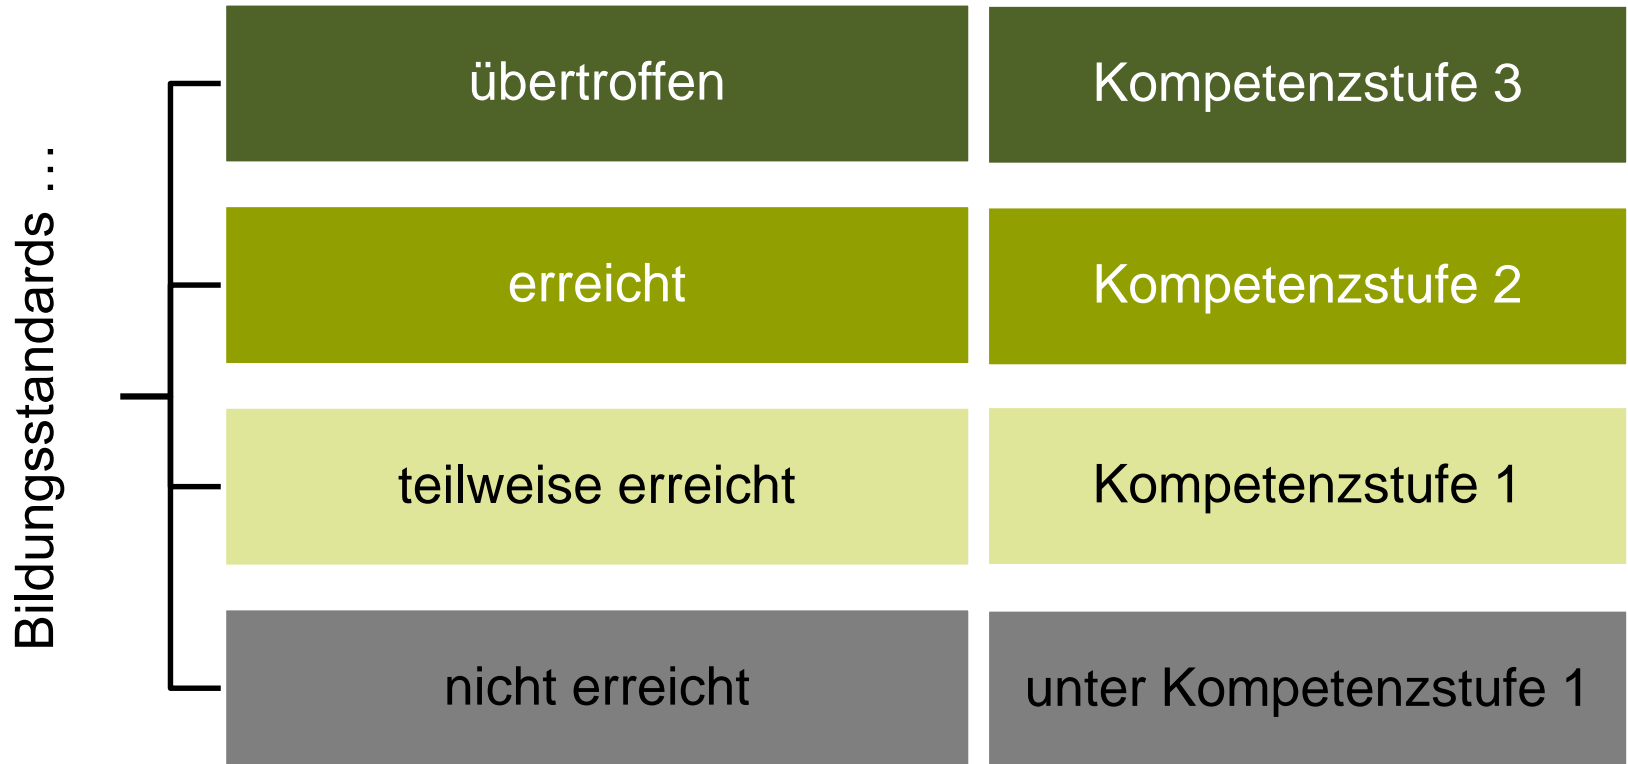 Bildungsstandards …
übertroffen
Kompetenzstufe 3
erreicht
Kompetenzstufe 2
teilweise erreicht
Kompetenzstufe 1
nicht erreicht
unter Kompetenzstufe 1